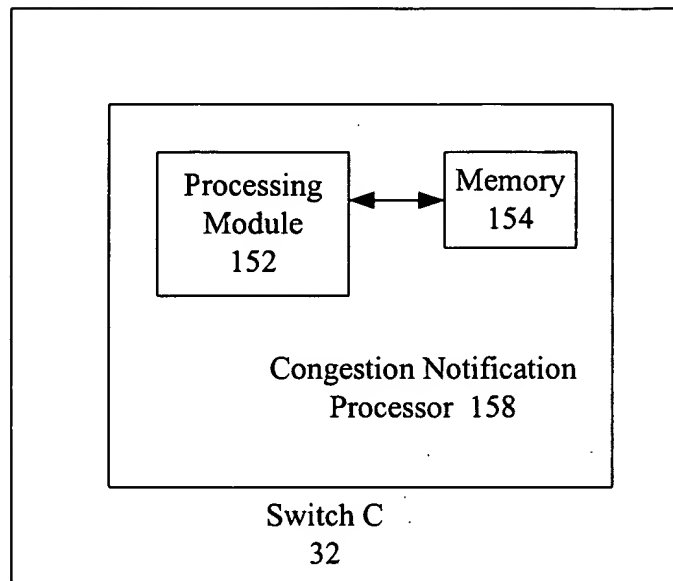 Processing
Module
152
Memory
154
Congestion Notification
Processor 158
Switch C
32